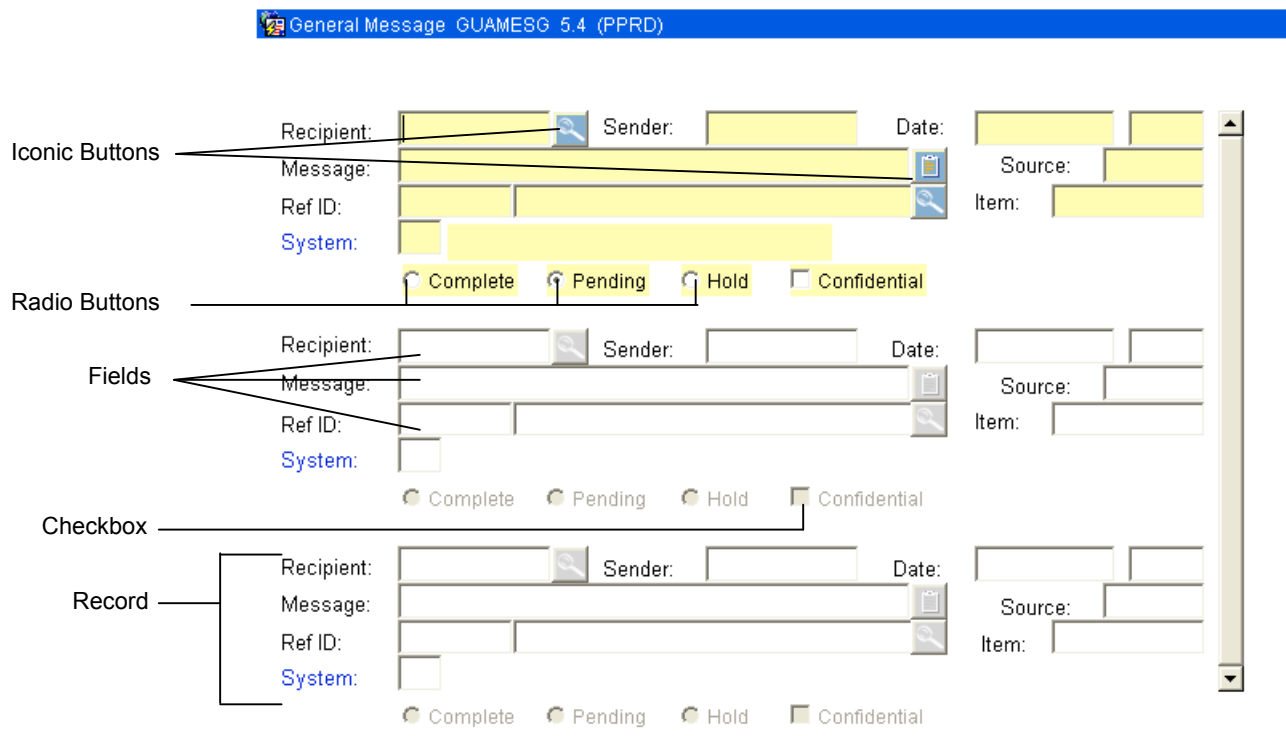 General Message GUAMESG 5.4 (PPRD)
Recipient: Sender: Date:
Iconic Buttons
Message: Source:
Ref ID: Item:
System:
Complete Pending Hold Confidential
Radio Buttons
Recipient: Sender: Date:
Fields
Message: Source:
Ref ID: Item:
System:
Complete Pending Hold Confidential
Checkbox
Recipient: Sender: Date:
Record
Message: Source:
Ref ID: Item:
System:
Complete Pending Hold Confidential